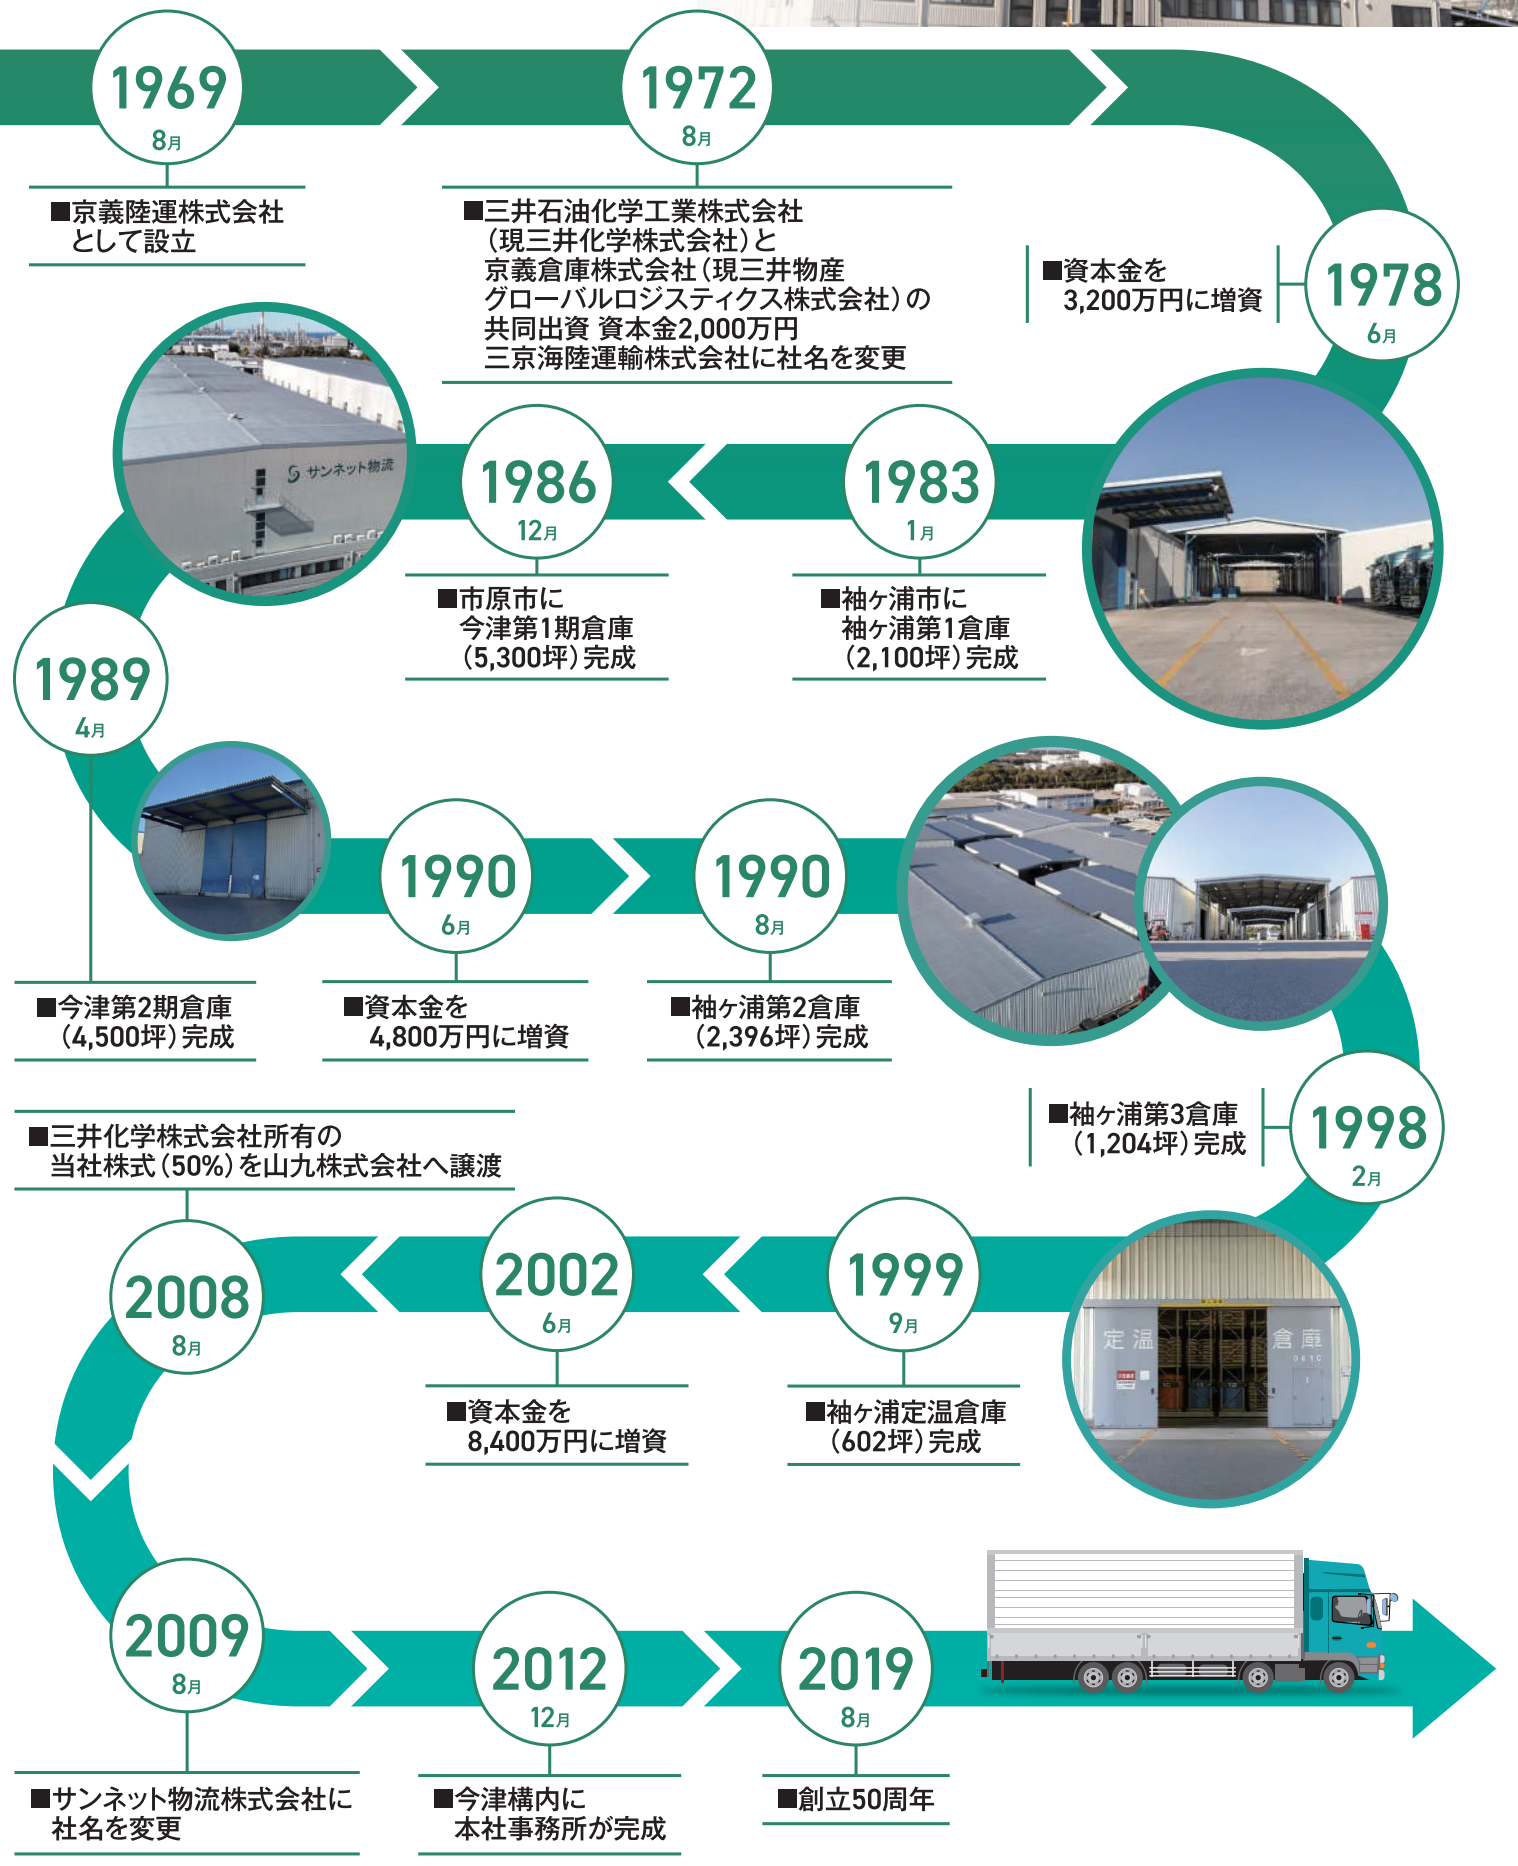 1969
8月
■京義陸運株式会社
として設立
1972
8月
■三井石油化学工業株式会社
（現三井化学株式会社）と
京義倉庫株式会社（現三井物産
グローバルロジスティクス株式会社）の
共同出資 資本金2,000万円
三京海陸運輸株式会社に社名を変更
1978
6月
■資本金を
3,200万円に増資
1983
1月
■袖ヶ浦市に
袖ヶ浦第1倉庫
（2,100坪）完成
1986
12月
■市原市に
今津第1期倉庫
（5,300坪）完成
サンネット物流
1989
4月
■今津第2期倉庫
（4,500坪）完成
1990
6月
■資本金を
4,800万円に増資
1990
8月
■袖ヶ浦第2倉庫
（2,396坪）完成
1998
2月
■袖ヶ浦第3倉庫
（1,204坪）完成
定温 倉庫
1999
9月
■袖ヶ浦定温倉庫
（602坪）完成
2002
6月
■資本金を
8,400万円に増資
■三井化学株式会社所有の
当社株式（50%）を山九株式会社へ譲渡
2008
8月
2009
8月
■サンネット物流株式会社に
社名を変更
2012
12月
■今津構内に
本社事務所が完成
2019
8月
■創立50周年